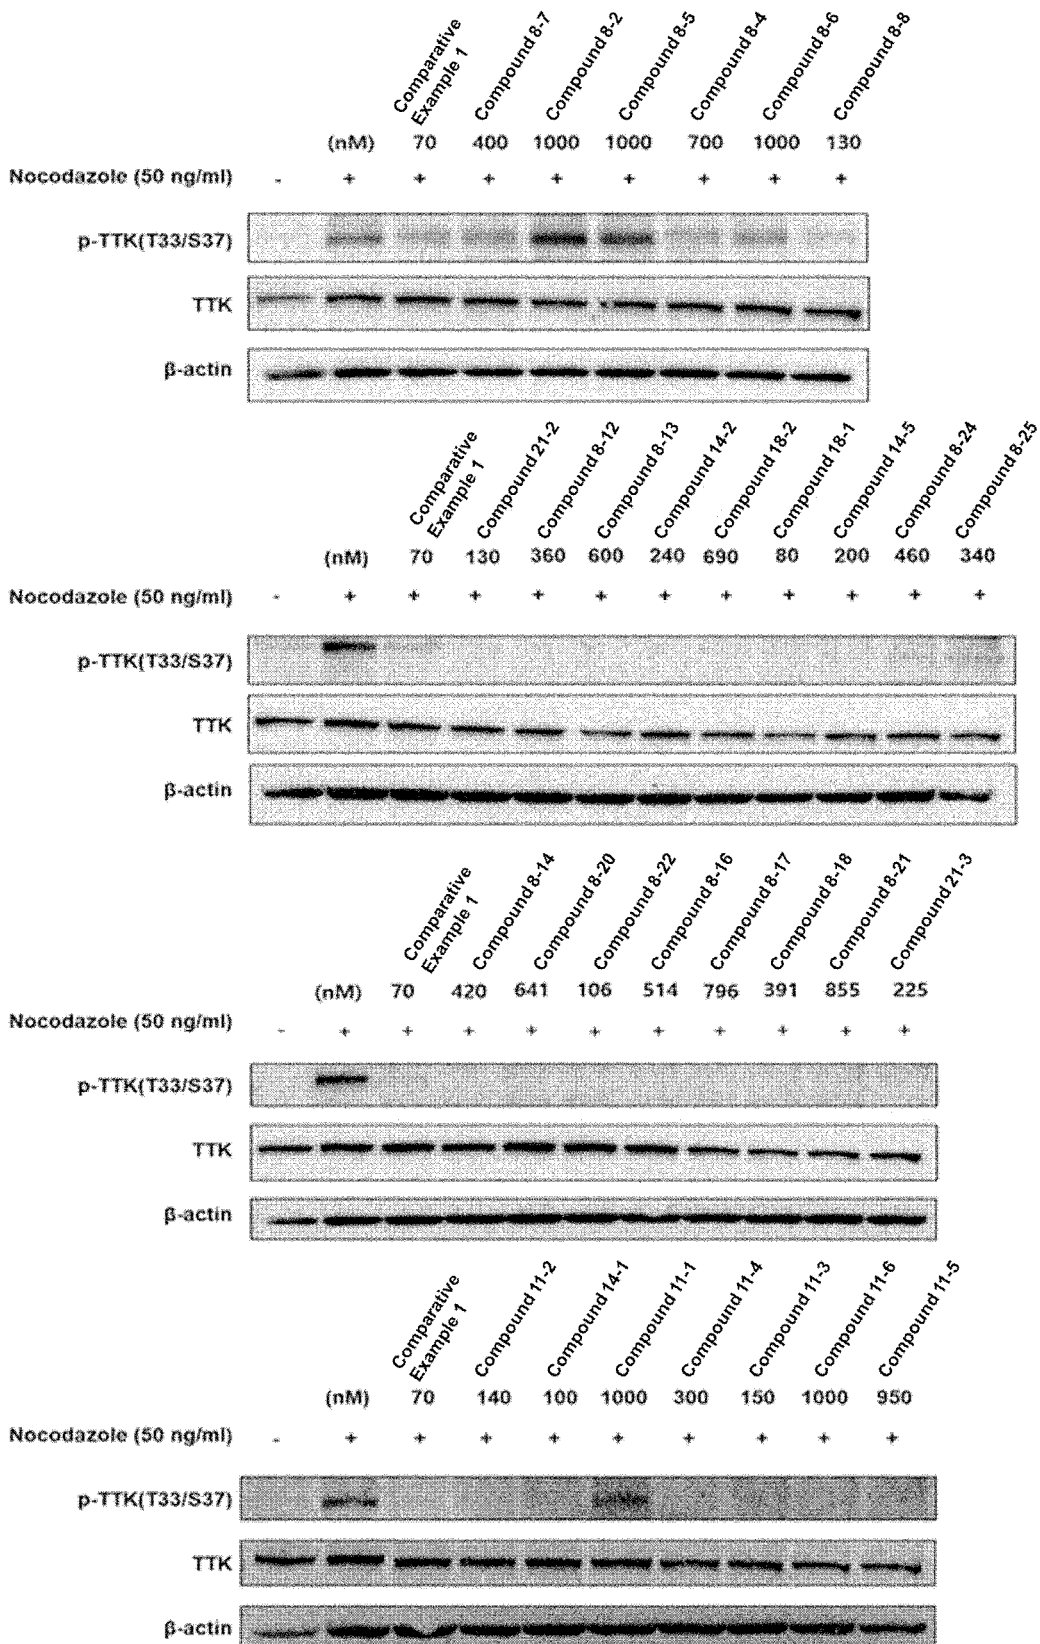 Comparative Example 1 Compound 8-7 Compound 8-2 Compound 8-5 Compound 8-4 Compound 8-6 Compound 8-8
(nM) 70 400 1000 1000 700 1000 130
Nocodazole (50 ng/ml) - + + + + + + + +
p-TTK(T33/S37)
TTK
β-actin
Comparative Example 1 Compound 21-2 Compound 8-12 Compound 8-13 Compound 14-2 Compound 18-2 Compound 18-1 Compound 14-5 Compound 8-24 Compound 8-25
(nM) 70 130 360 600 240 690 80 200 460 340
Nocodazole (50 ng/ml) - + + + + + + + + + + +
p-TTK(T33/S37)
TTK
β-actin
Comparative Example 1 Compound 8-14 Compound 8-20 Compound 8-22 Compound 8-16 Compound 8-17 Compound 8-18 Compound 8-21 Compound 21-3
(nM) 70 420 641 106 514 796 391 855 225
Nocodazole (50 ng/ml) - + + + + + + + + + +
p-TTK(T33/S37)
TTK
β-actin
Comparative Example 1 Compound 11-2 Compound 14-1 Compound 11-1 Compound 11-4 Compound 11-3 Compound 11-6 Compound 11-5
(nM) 70 140 100 1000 300 150 1000 950
Nocodazole (50 ng/ml) - + + + + + + + + +
p-TTK(T33/S37)
TTK
β-actin